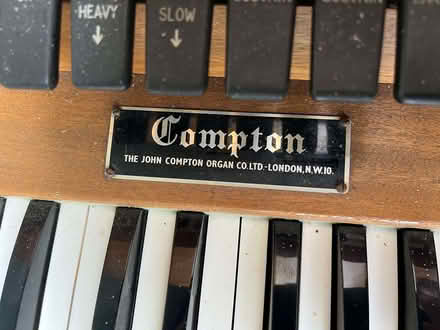 HEAVY
SLOW
Compton
THE JOHN COMPTON ORGAN CO.LTD.-LONDON, N.W.10.